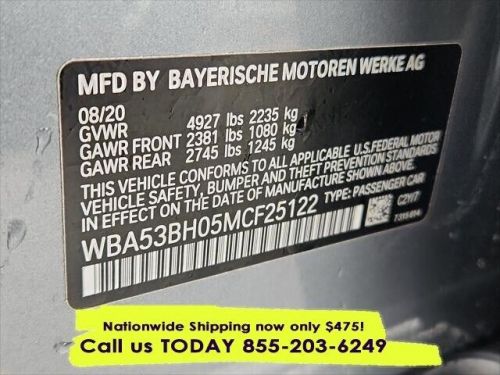 MFD BY BAYERISCHE MOTOREN WERKE AG
08/20
GVWR 4927 lbs 2235 kg
GAWR FRONT 2381 lbs 1080 kg
GAWR REAR 2745 lbs 1245 kg
THIS VEHICLE CONFORMS TO ALL APPLICABLE U.S.FEDERAL MOTOR
VEHICLE SAFETY, BUMPER AND THEFT PREVENTION STANDARDS
IN EFFECT ON THE DATE OF MANUFACTURE SHOWN ABOVE.
WBA53BH05MCF25122 TYPE: PASSENGER CAR
Nationwide Shipping now only $475!
Call us TODAY 855-203-6249